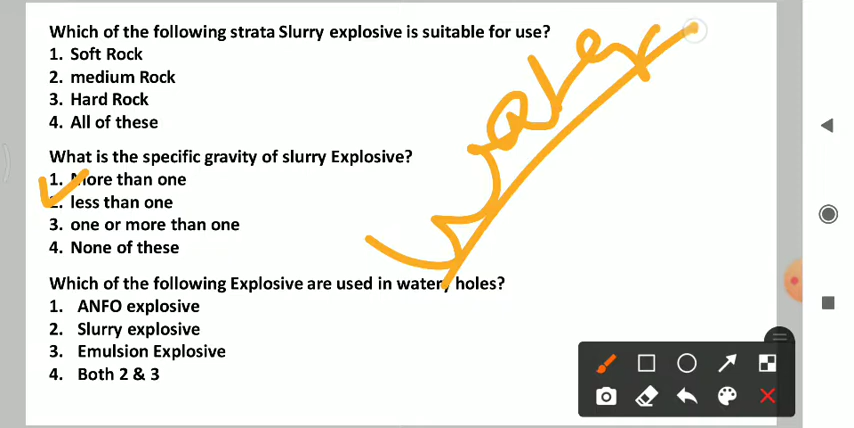 Which of the following strata Slurry explosive is suitable for use?
1. Soft Rock
2. medium Rock
3. Hard Rock
4. All of these
What is the specific gravity of slurry Explosive?
1. More than one
2. less than one
3. one or more than one
4. None of these
Which of the following Explosive are used in watery holes?
1. ANFO explosive
2. Slurry explosive
3. Emulsion Explosive
4. Both 2 & 3
water